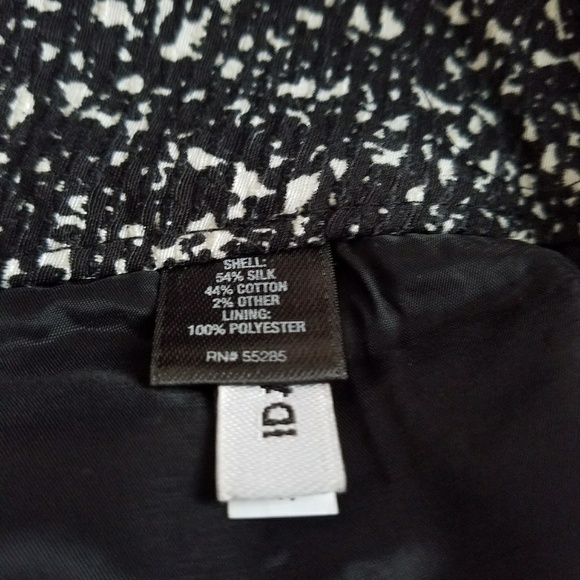 SHELL:
54% SILK
44% COTTON
2% OTHER
LINING:
100% POLYESTER
RN# 55285